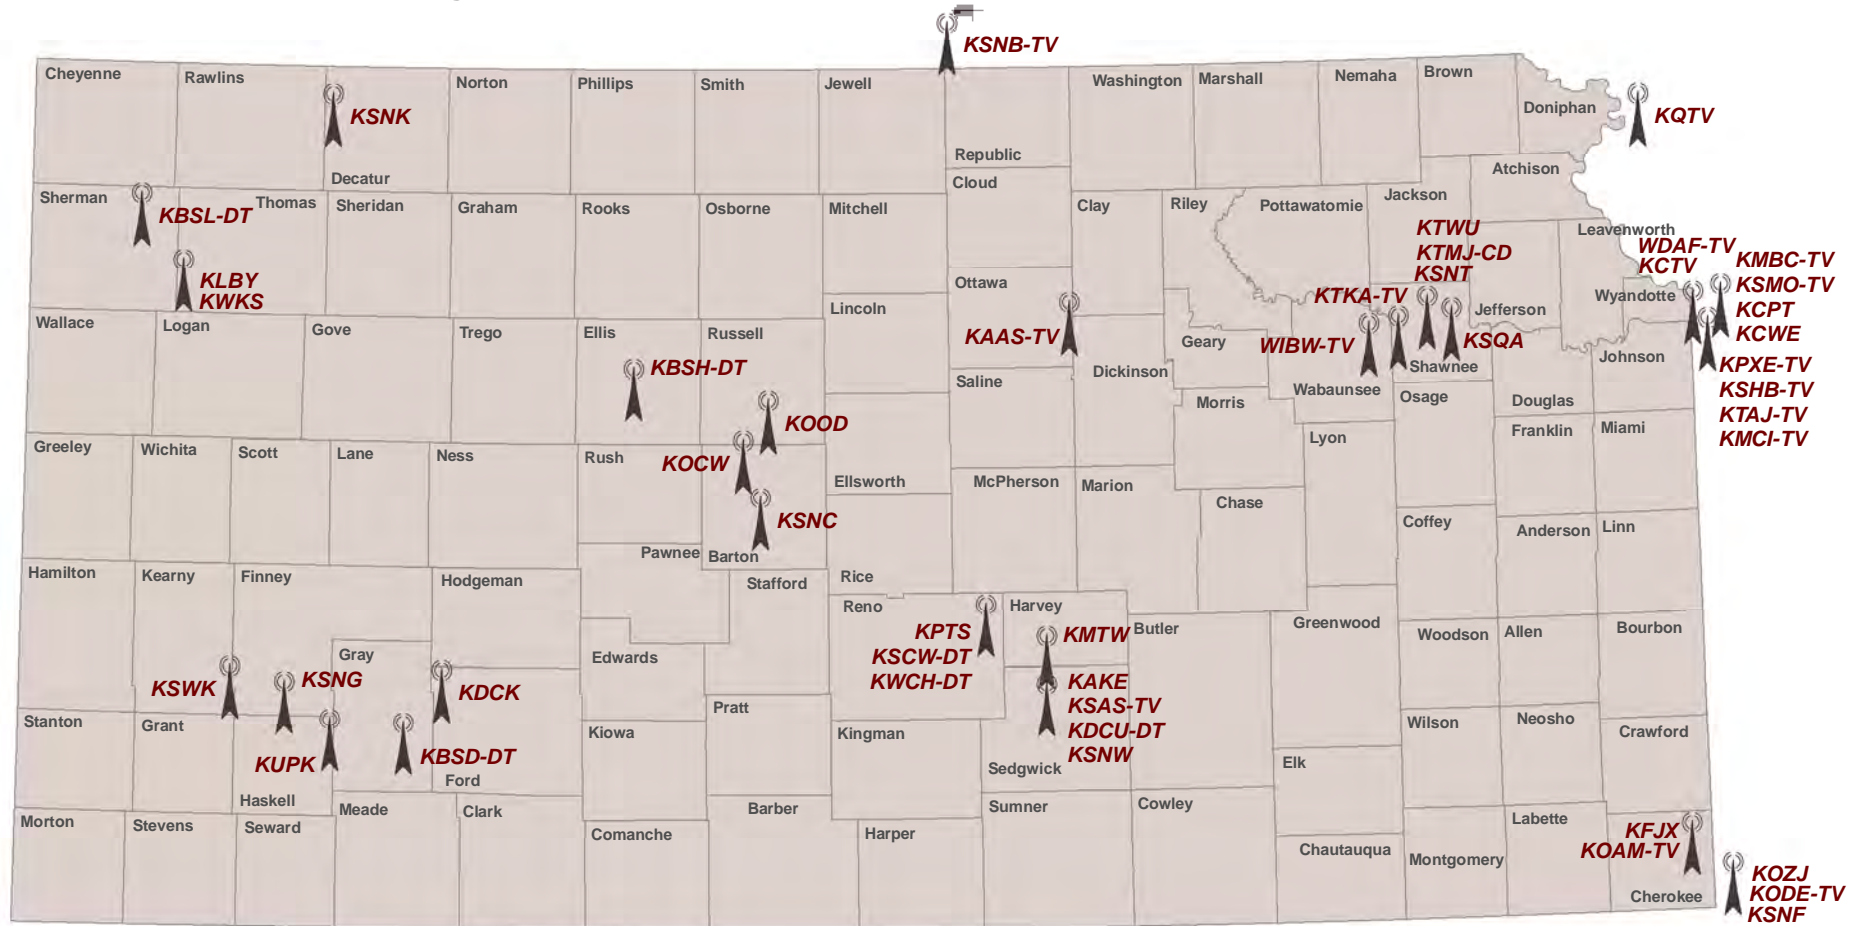 KSNB-TV
Cheyenne
Rawlins
Norton
Phillips
Smith
Jewell
Washington
Marshall
Nemaha
Brown
Doniphan
KQTV
KSNK
Decatur
Republic
Atchison
Sherman
KBSL-DT
Thomas
Sheridan
Graham
Rooks
Osborne
Mitchell
Cloud
Clay
Riley
Pottawatomie
Jackson
KTWU
KTMJ-CD
KSNT
Leavenworth
WDAF-TV
KCTV
KMBC-TV
KSMO-TV
KCPT
KCWE
KLBY
KWKS
Ottawa
Lincoln
KTKA-TV
Jefferson
Wyandotte
Wallace
Logan
Gove
Trego
Ellis
Russell
KAAS-TV
Geary
WIBW-TV
KSQA
Shawnee
Johnson
KPXE-TV
KSHB-TV
KTAJ-TV
KMCI-TV
KBSH-DT
Saline
Dickinson
Wabaunsee
Osage
Douglas
Morris
KOOD
Greeley
Wichita
Scott
Lane
Ness
Rush
KOCW
Lyon
Franklin
Miami
Ellsworth
McPherson
Marion
Chase
KSNC
Coffey
Anderson
Linn
Pawnee
Barton
Hamilton
Kearny
Finney
Hodgeman
Stafford
Rice
Reno
Harvey
KPTS
KSCW-DT
KWCH-DT
KMTW
Butler
Greenwood
Woodson
Allen
Bourbon
Gray
Edwards
KSWK
KSNG
KDCK
KAKE
KSAS-TV
KDCU-DT
KSNW
Stanton
Grant
KUPK
KBSD-DT
Ford
Kiowa
Pratt
Kingman
Sedgwick
Wilson
Neosho
Crawford
Elk
Haskell
Meade
Clark
Barber
Sumner
Cowley
Morton
Stevens
Seward
Comanche
Harper
Chautauqua
Montgomery
Labette
KFJX
KOAM-TV
Cherokee
KOZJ
KODE-TV
KSNF